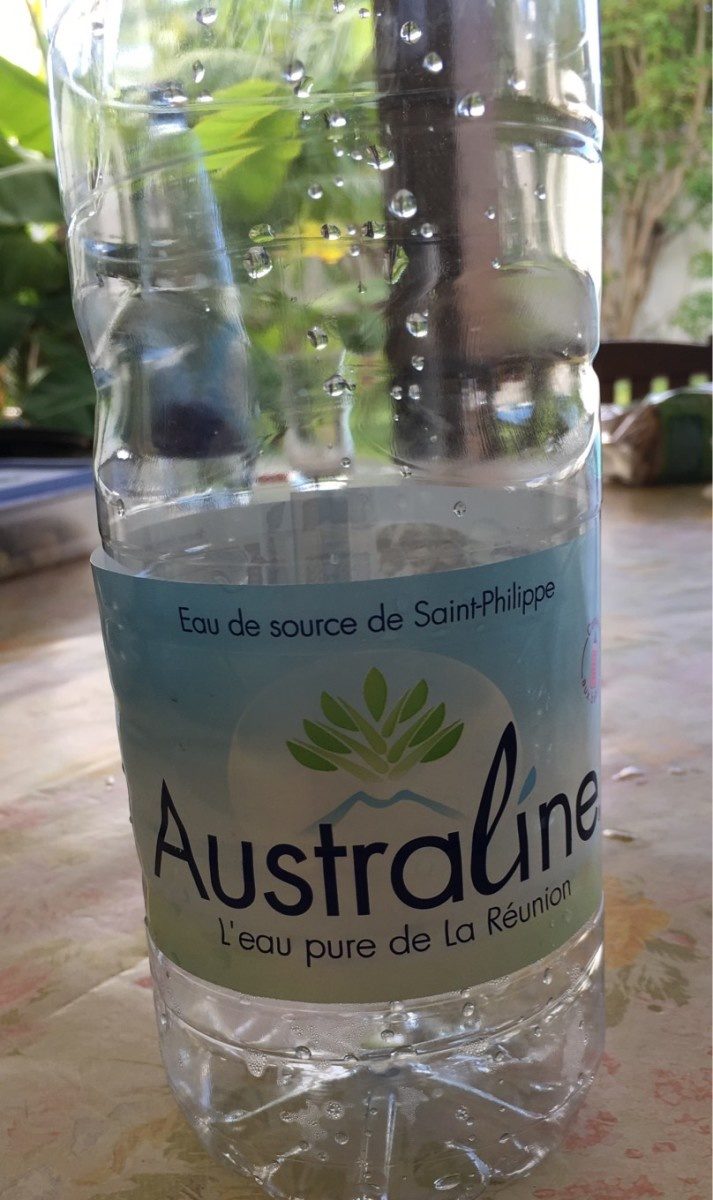 Eau de source de Saint-Philippe
Australine
L'eau pure de La Réunion